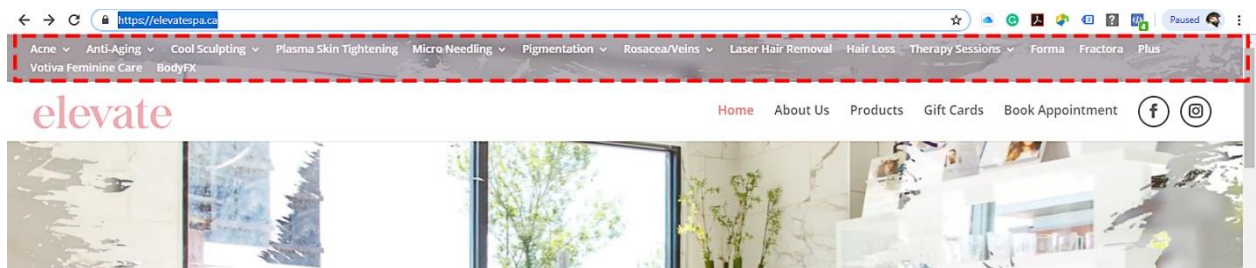 https://elevatespa.ca
Paused
Acne Anti-Aging Cool Sculpting Plasma Skin Tightening Micro Needling Pigmentation Rosacea/Veins Laser Hair Removal Hair Loss Therapy Sessions Forma Fractora Plus
Votiva Feminine Care BodyFX
elevate
Home About Us Products Gift Cards Book Appointment